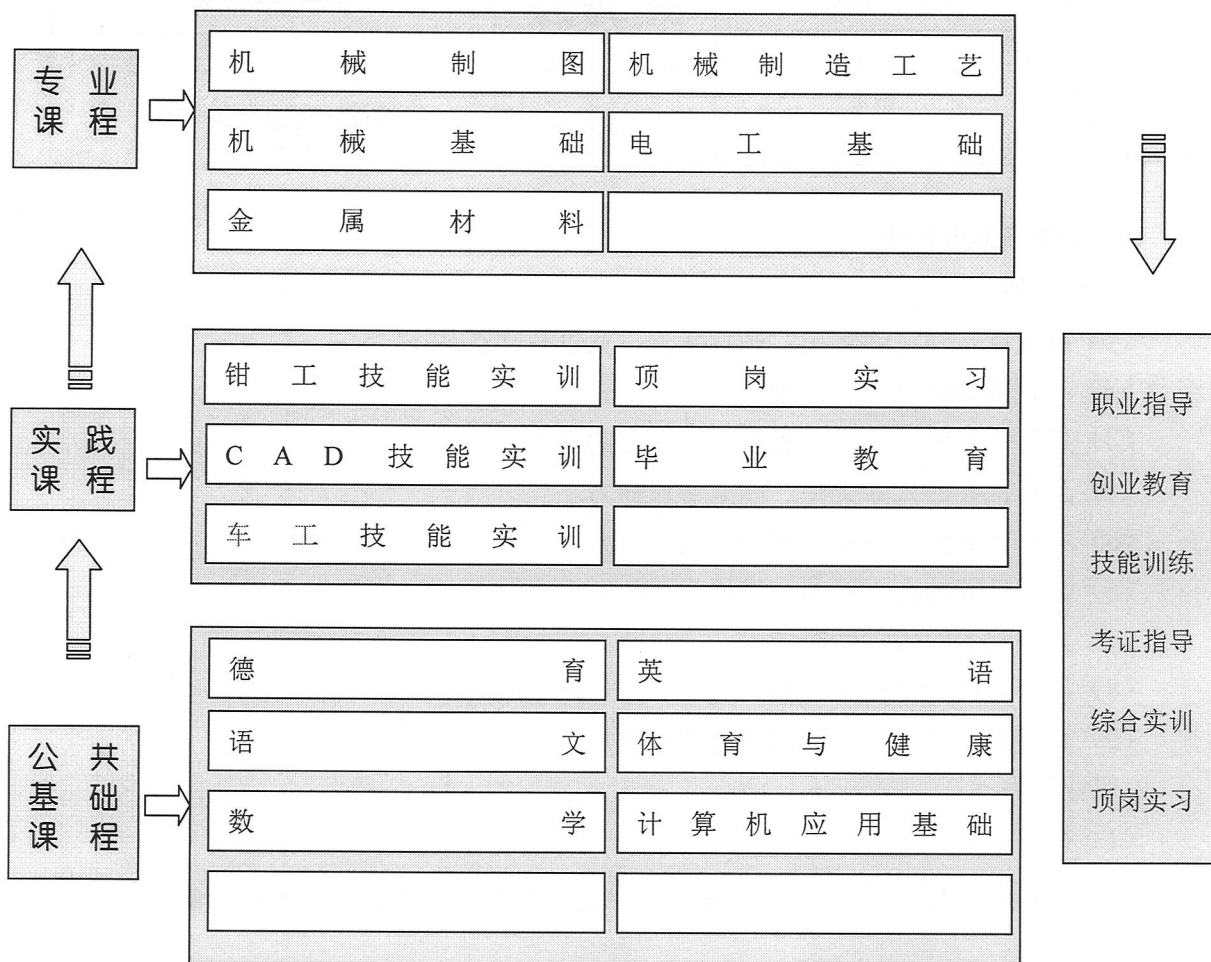 专业
课程
机械制图
机械制造工艺
机械基础
电工基础
金属材料
实践
课程
钳工技能实训
顶岗实习
CAD技能实训
毕业教育
车工技能实训
公共
基础
课程
德育
英语
语文
体育与健康
数学
计算机应用基础
职业指导
创业教育
技能训练
考证指导
综合实训
顶岗实习